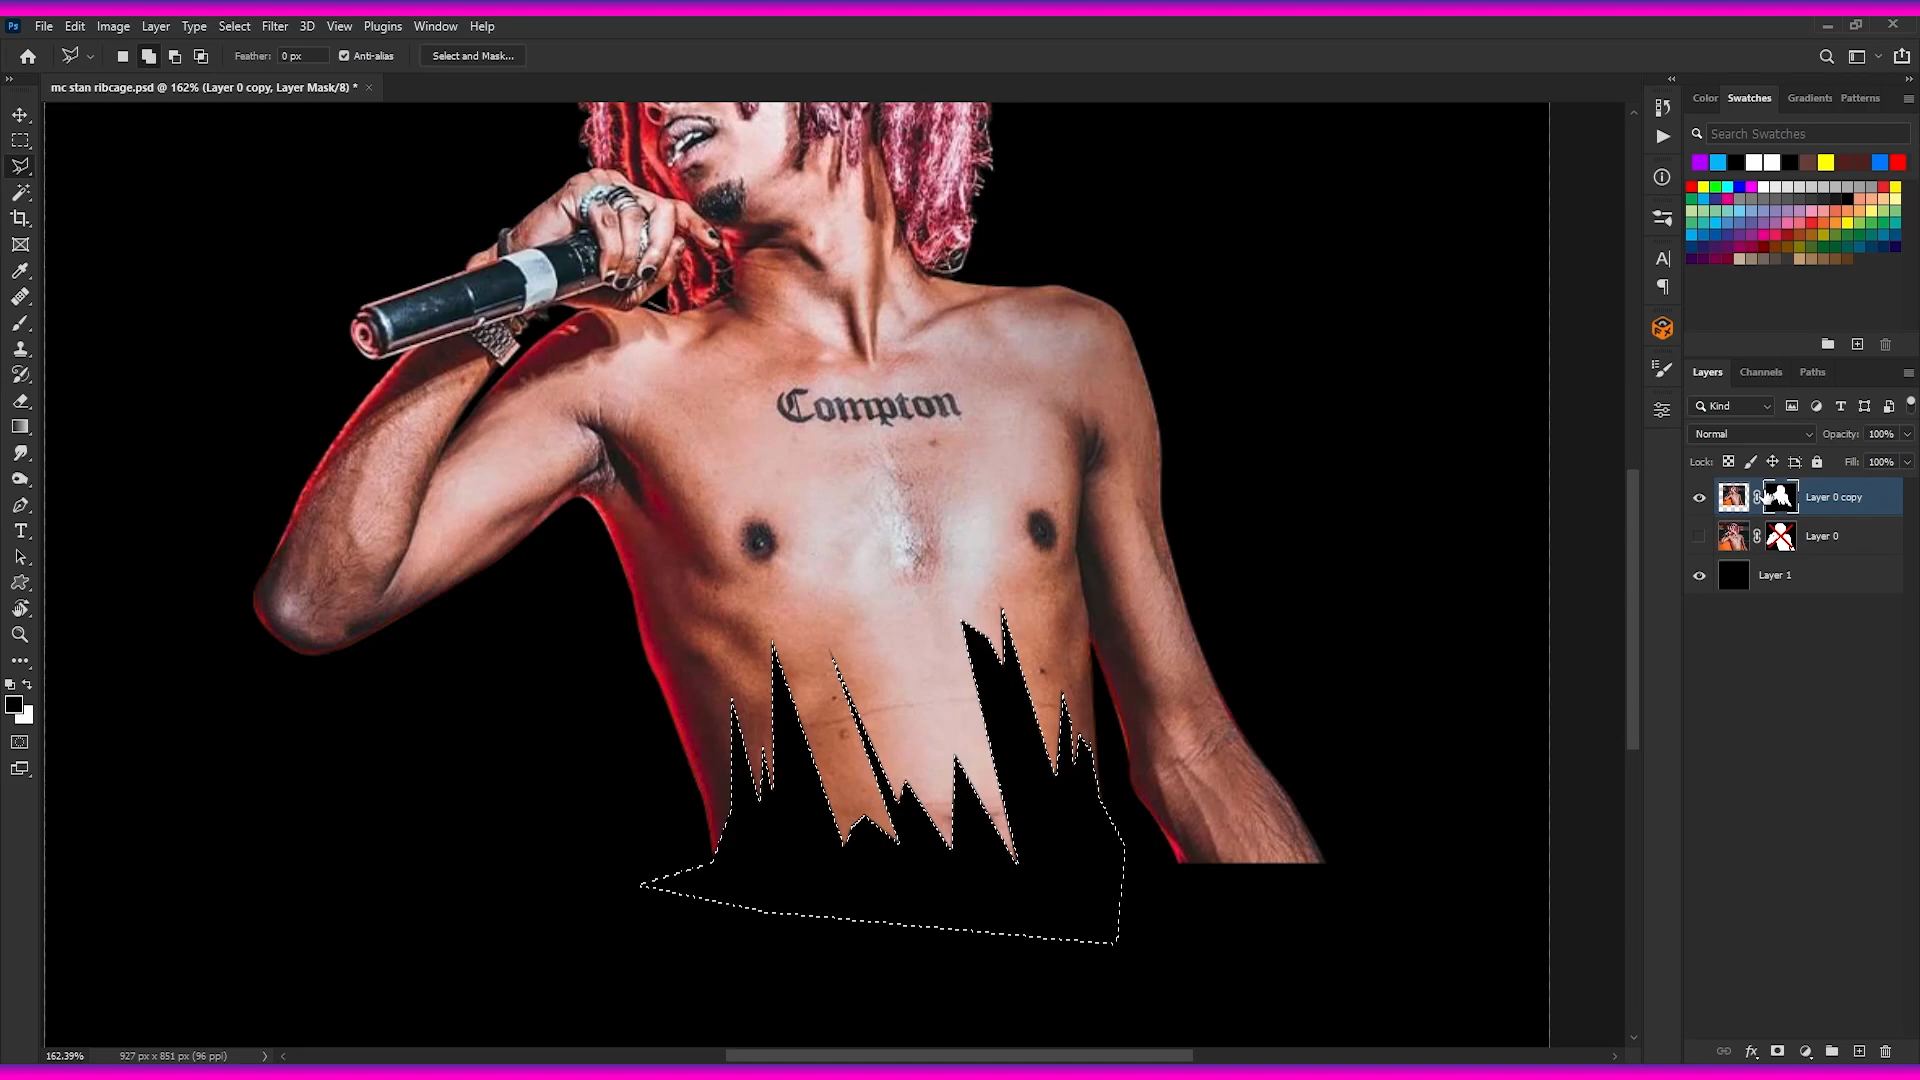 Ps File Edit Image Layer Type Select Filter 3D View Plugins Window Help
Feather: 0 px Anti-alias Select and Mask...
mc stan ribcage.psd @ 162% (Layer 0 copy, Layer Mask/8) * ×
Color Swatches Gradients Patterns
Search Swatches
Compton
Layers Channels Paths
Kind
Normal Opacity: 100%
Lock: Fill: 100%
Layer 0 copy
Layer 0
Layer 1
162.39% 927 px x 851 px (96 ppi)